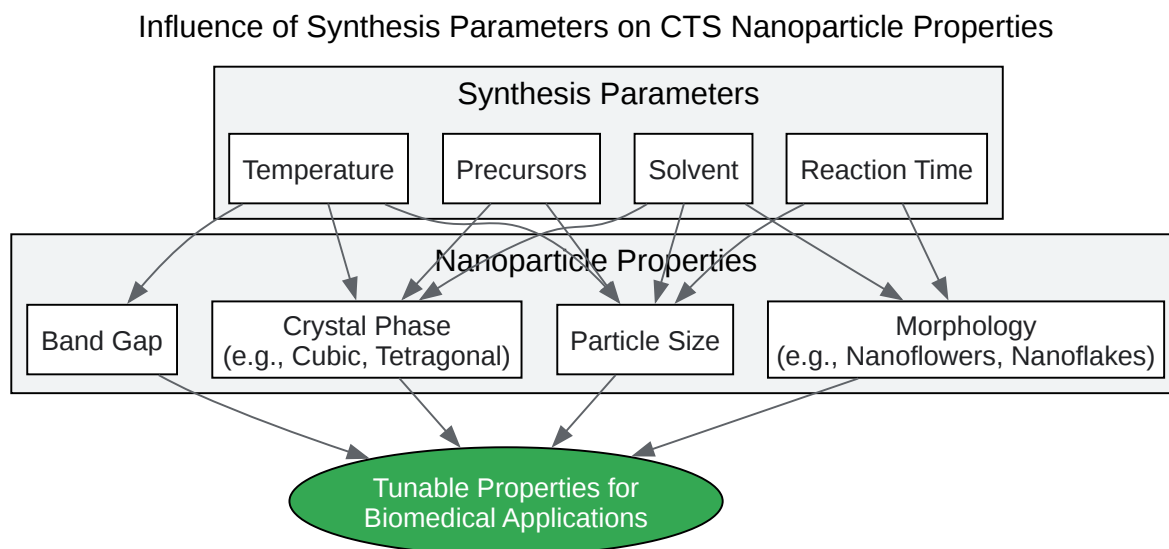 Influence of Synthesis Parameters on CTS Nanoparticle Properties
Synthesis Parameters
Temperature
Precursors
Solvent
Reaction Time
Nanoparticle Properties
Band Gap
Crystal Phase
(e.g., Cubic, Tetragonal)
Particle Size
Morphology
(e.g., Nanoflowers, Nanoflakes)
Tunable Properties for
Biomedical Applications